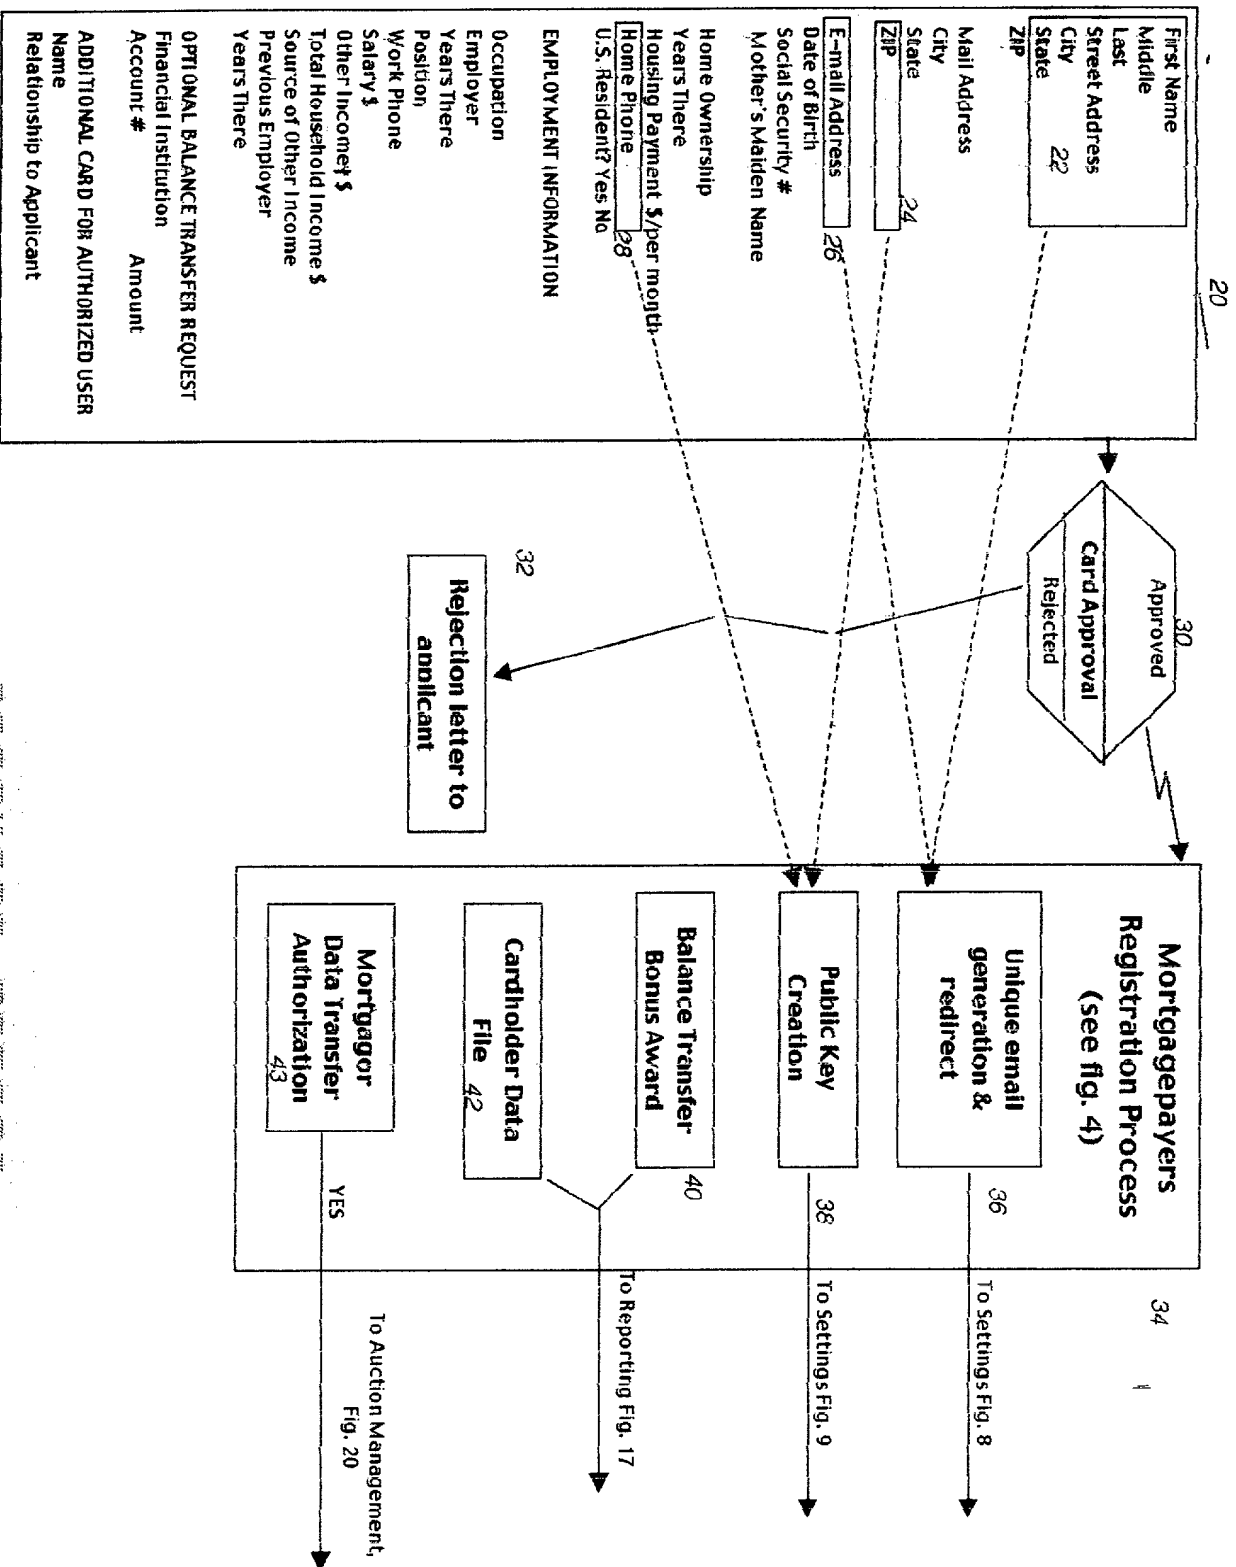 20
First Name
Middle
Last
Street Address
City 22
State
ZIP
Mail Address
City
State 24
ZIP
E-mail Address 26
Date of Birth
Social Security #
Mother's Maiden Name
Home Ownership
Years There
Housing Payment $/per month
Home Phone 28
U.S. Resident? Yes No
EMPLOYMENT INFORMATION
Occupation
Employer
Years There
Position
Work Phone
Salary $
Other Income $
Total Household Income $
Source of Other Income
Previous Employer
Years There
OPTIONAL BALANCE TRANSFER REQUEST
Financial Institution
Account # Amount
ADDITIONAL CARD FOR AUTHORIZED USER
Name
Relationship to Applicant
30
Approved
Card Approval
Rejected
32
Rejection letter to
applicant
34
Mortgagepayers
Registration Process
(see fig. 4)
Unique email
generation &
redirect
36
To Settings Fig. 8
Public Key
Creation
38
To Settings Fig. 9
Balance Transfer
Bonus Award
40
Cardholder Data
File 42
To Reporting Fig. 17
Mortgagor
Data Transfer
Authorization
43
YES
To Auction Management,
Fig. 20